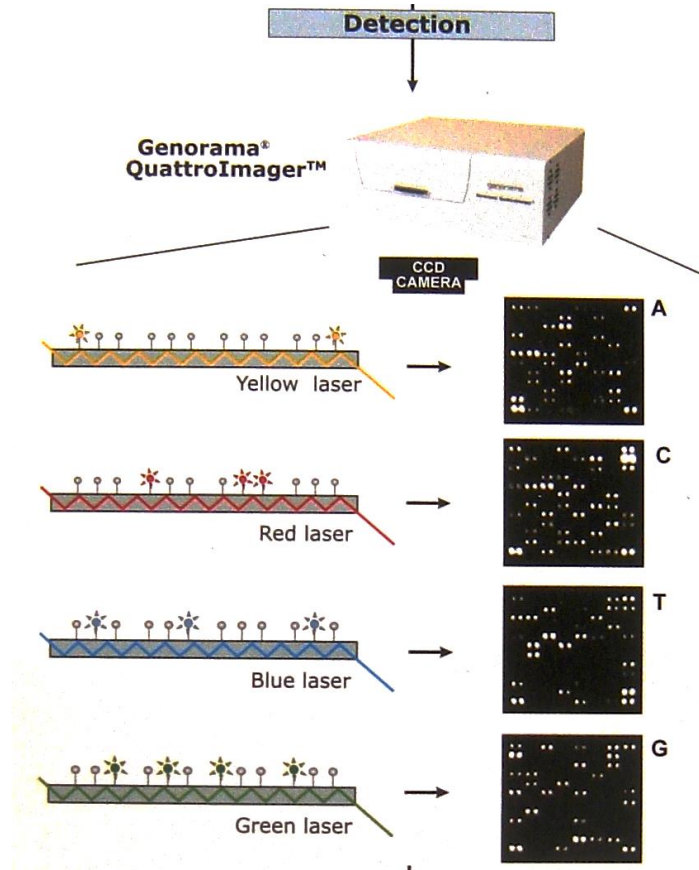 Detection
Genorama®
QuattroImager™
CCD
CAMERA
A
Yellow laser
C
Red laser
T
Blue laser
G
Green laser